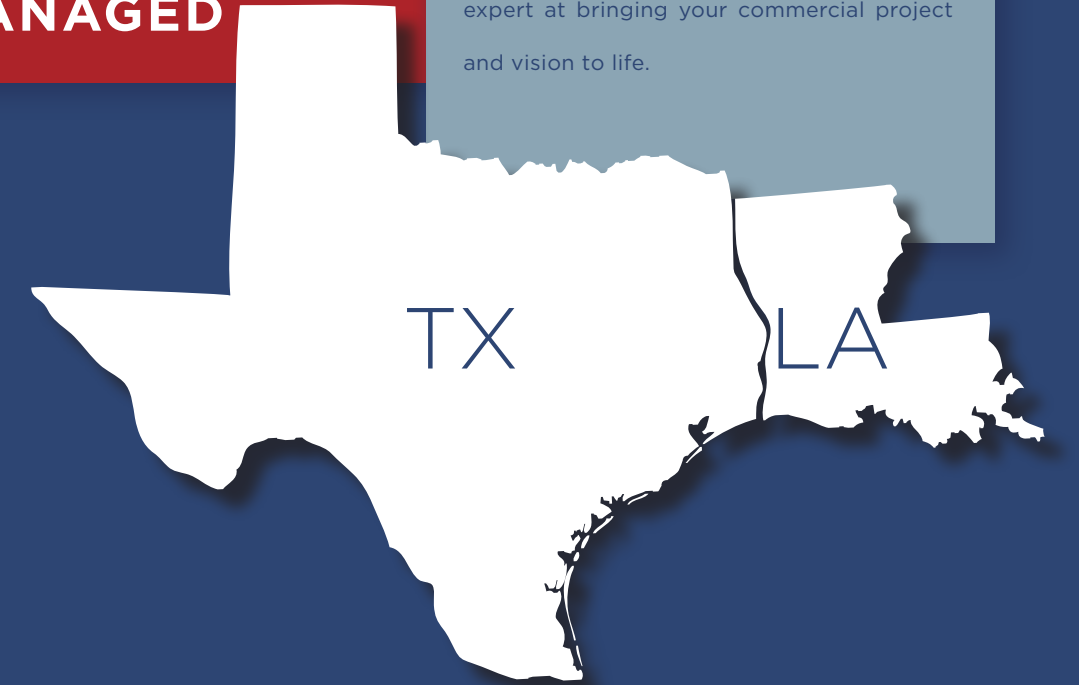 ANAGED
expert at bringing your commercial project
and vision to life.
TX
LA